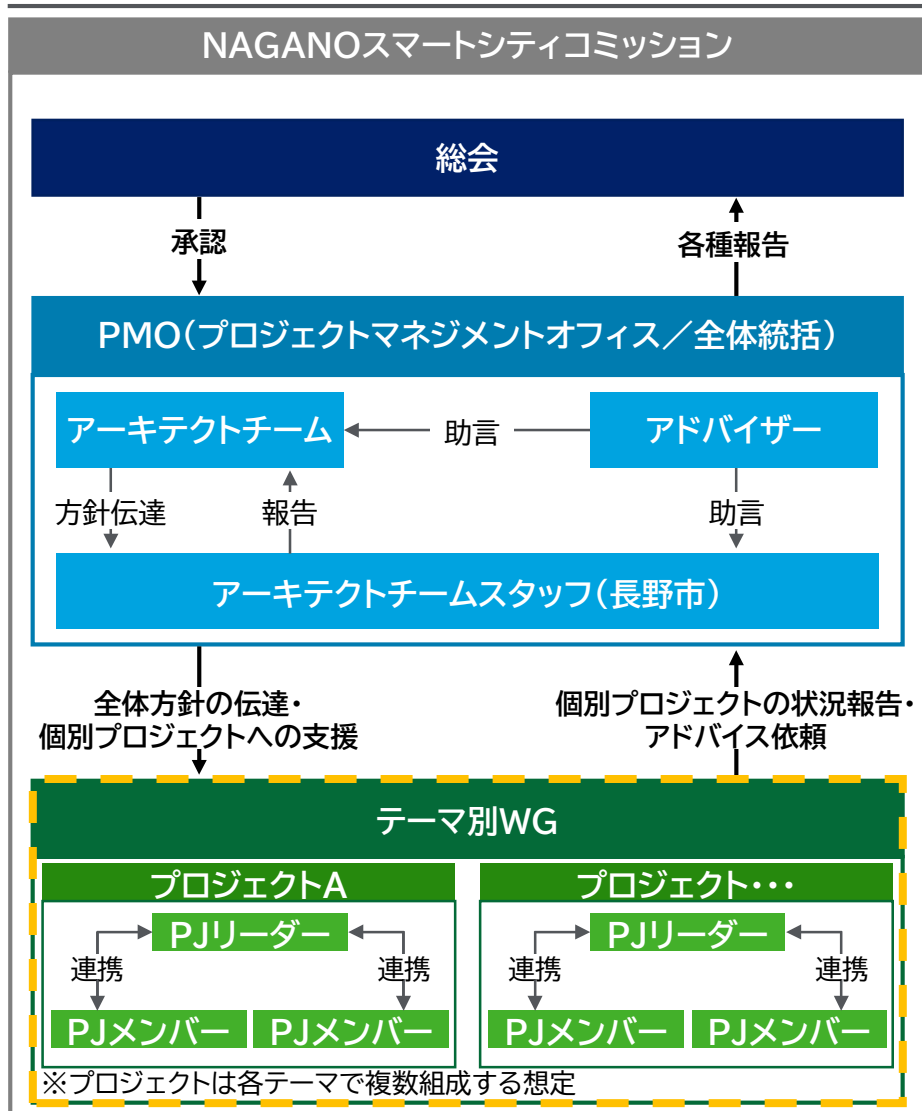 NAGANOスマートシティコミッション
総会
承認
各種報告
PMO(プロジェクトマネジメントオフィス／全体統括)
アーキテクトチーム
助言
アドバイザー
方針伝達
報告
助言
アーキテクトチームスタッフ(長野市)
全体方針の伝達・
個別プロジェクトへの支援
個別プロジェクトの状況報告・
アドバイス依頼
テーマ別WG
プロジェクトA
PJリーダー
連携
連携
PJメンバー
PJメンバー
プロジェクト・・・
PJリーダー
連携
連携
PJメンバー
PJメンバー
※プロジェクトは各テーマで複数組成する想定